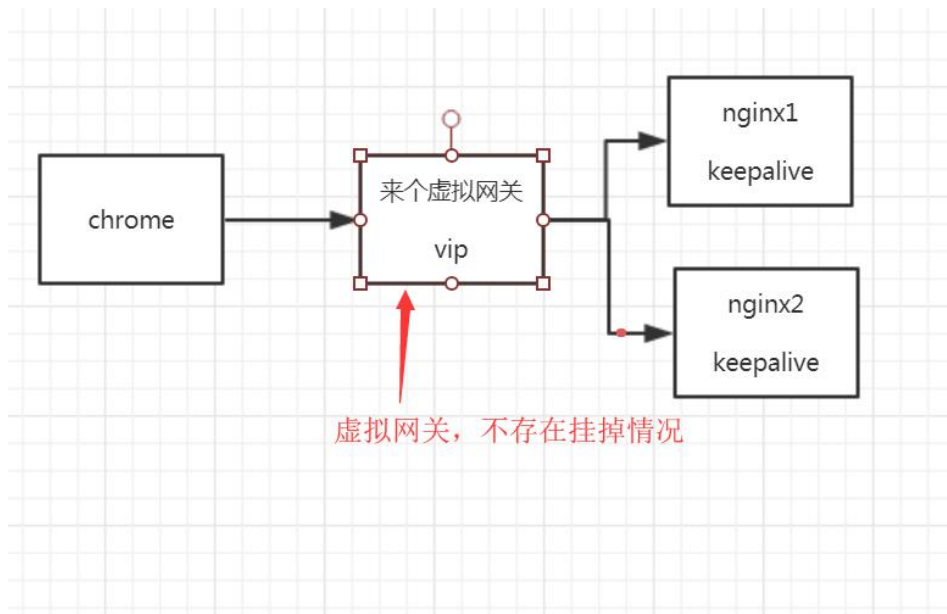 chrome
来个虚拟网关
vip
nginx1
keepalive
nginx2
keepalive
虚拟网关，不存在挂掉情况